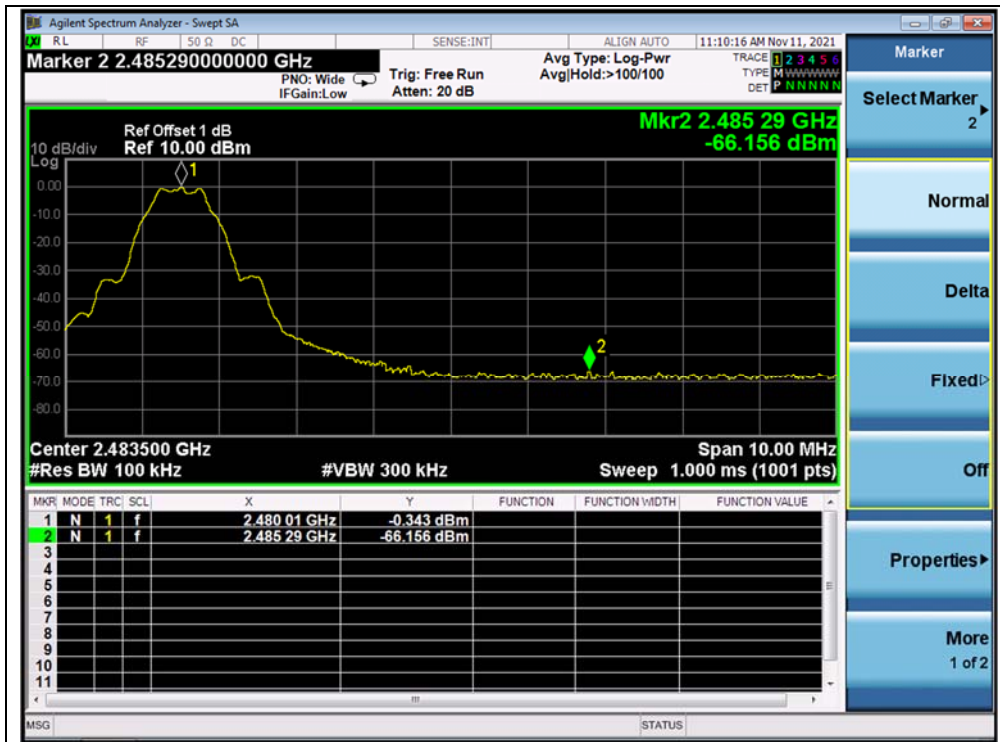 Agilent Spectrum Analyzer - Swept SA
LXI RL RF 50 Ω DC SENSE:INT ALIGN AUTO 11:10:16 AM Nov 11, 2021
Marker 2 2.485290000000 GHz
Avg Type: Log-Pwr
TRACE 1 2 3 4 5 6
PNO: Wide
Trig: Free Run
Avg|Hold:>100/100
TYPE M WWWWW
IFGain:Low
Atten: 20 dB
DET P N N N N N
Mkr2 2.485 29 GHz
-66.156 dBm
Ref Offset 1 dB
10 dB/div Ref 10.00 dBm
Log
1
0.00
-10.0
-20.0
-30.0
-40.0
-50.0
-60.0
2
-70.0
-80.0
Center 2.483500 GHz Span 10.00 MHz
#Res BW 100 kHz #VBW 300 kHz Sweep 1.000 ms (1001 pts)
MKR MODE TRC SCL X Y FUNCTION FUNCTION WIDTH FUNCTION VALUE
1 N 1 f 2.480 01 GHz -0.343 dBm
2 N 1 f 2.485 29 GHz -66.156 dBm
3
4
5
6
7
8
9
10
11
MSG STATUS
Marker
Select Marker
2
Normal
Delta
Fixed
Off
Properties
More
1 of 2